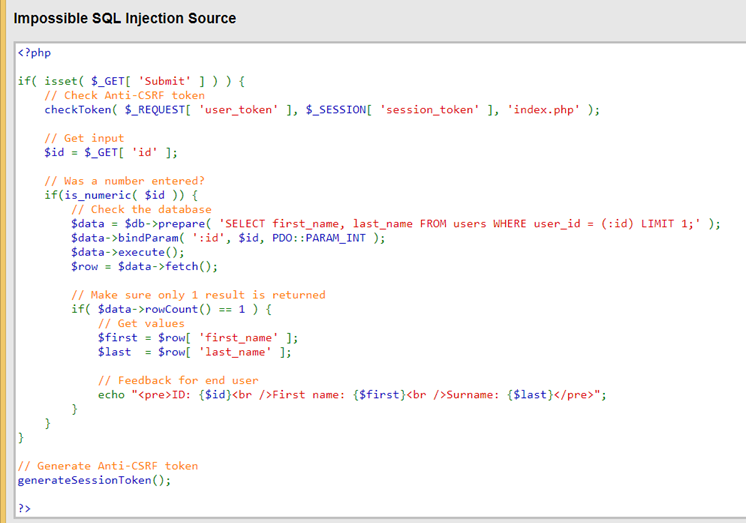 Impossible SQL Injection Source
<?php
if( isset( $_GET[ 'Submit' ] ) ) {
    // Check Anti-CSRF token
    checkToken( $_REQUEST[ 'user_token' ], $_SESSION[ 'session_token' ], 'index.php' );
    // Get input
    $id = $_GET[ 'id' ];
    // Was a number entered?
    if(is_numeric( $id )) {
        // Check the database
        $data = $db->prepare( 'SELECT first_name, last_name FROM users WHERE user_id = (:id) LIMIT 1;' );
        $data->bindParam( ':id', $id, PDO::PARAM_INT );
        $data->execute();
        $row = $data->fetch();
        // Make sure only 1 result is returned
        if( $data->rowCount() == 1 ) {
            // Get values
            $first = $row[ 'first_name' ];
            $last  = $row[ 'last_name' ];
            // Feedback for end user
            echo "<pre>ID: {$id}<br />First name: {$first}<br />Surname: {$last}</pre>";
        }
    }
}
// Generate Anti-CSRF token
generateSessionToken();
?>